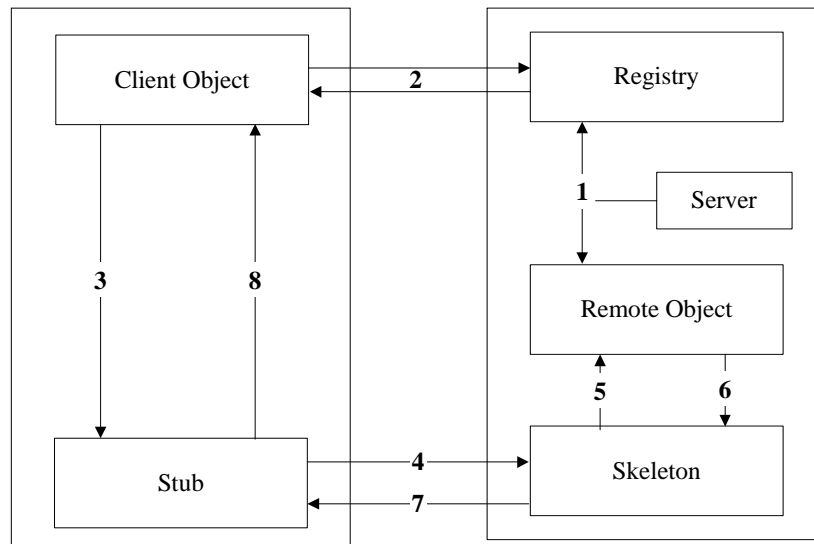 Client Object
2
Registry
1
Server
3
8
Remote Object
5
6
Stub
4
7
Skeleton